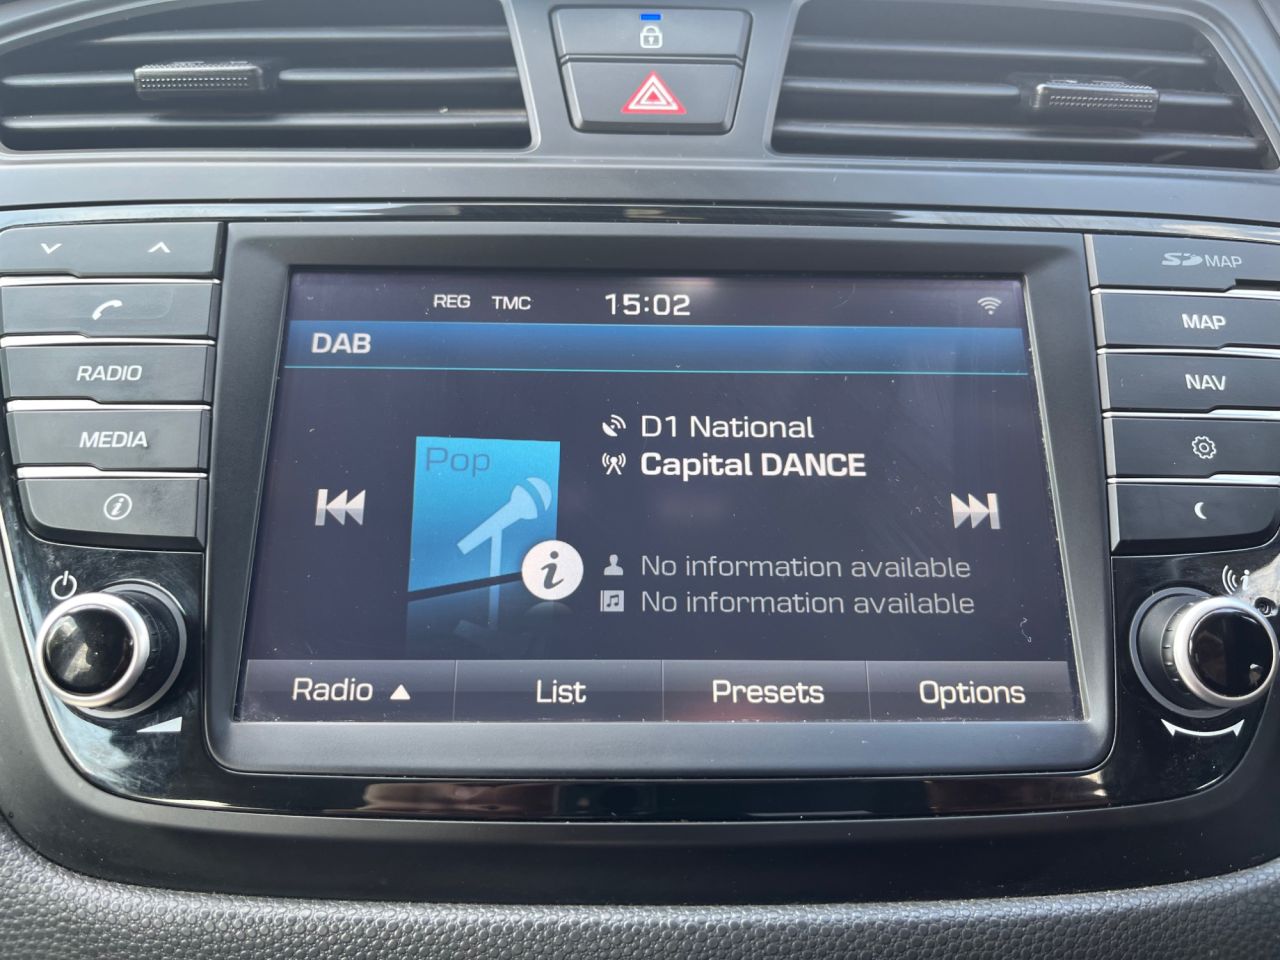 REG TMC 15:02
DAB
D1 National
Capital DANCE
Pop
No information available
No information available
Radio List Presets Options
RADIO
MEDIA
i
SD MAP
MAP
NAV